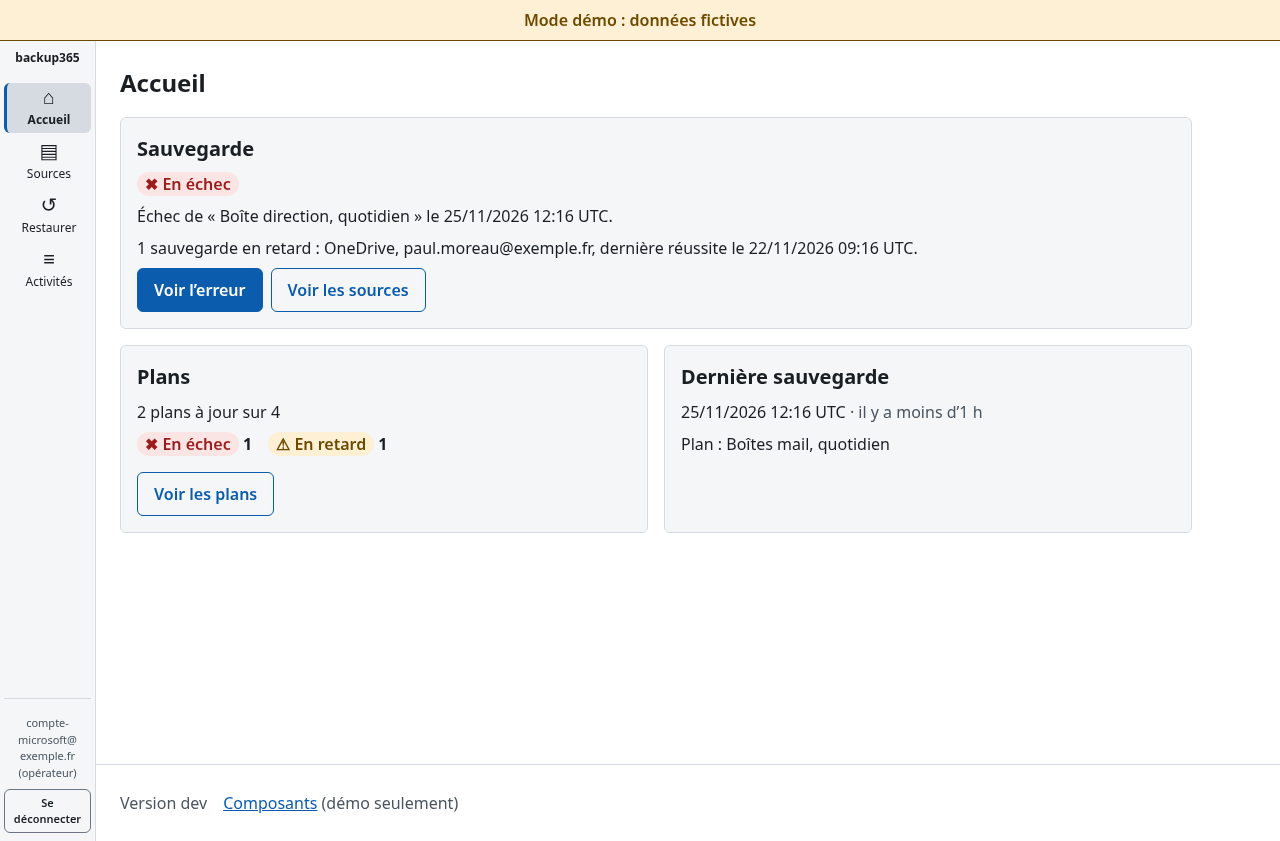 Mode démo : données fictives
backup365
Accueil
Sources
Restaurer
Activités
compte-
microsoft@
exemple.fr
(opérateur)
Se
déconnecter
Accueil
Sauvegarde
✖ En échec
Échec de « Boîte direction, quotidien » le 25/11/2026 12:16 UTC.
1 sauvegarde en retard : OneDrive, paul.moreau@exemple.fr, dernière réussite le 22/11/2026 09:16 UTC.
Voir l’erreur
Voir les sources
Plans
2 plans à jour sur 4
✖ En échec 1 ⚠ En retard 1
Voir les plans
Dernière sauvegarde
25/11/2026 12:16 UTC · il y a moins d’1 h
Plan : Boîtes mail, quotidien
Version dev Composants (démo seulement)